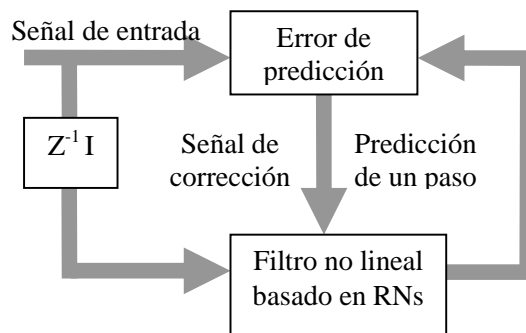 Señal de entrada
Error de
predicción
Z⁻¹ I
Señal de
corrección
Predicción
de un paso
Filtro no lineal
basado en RNs